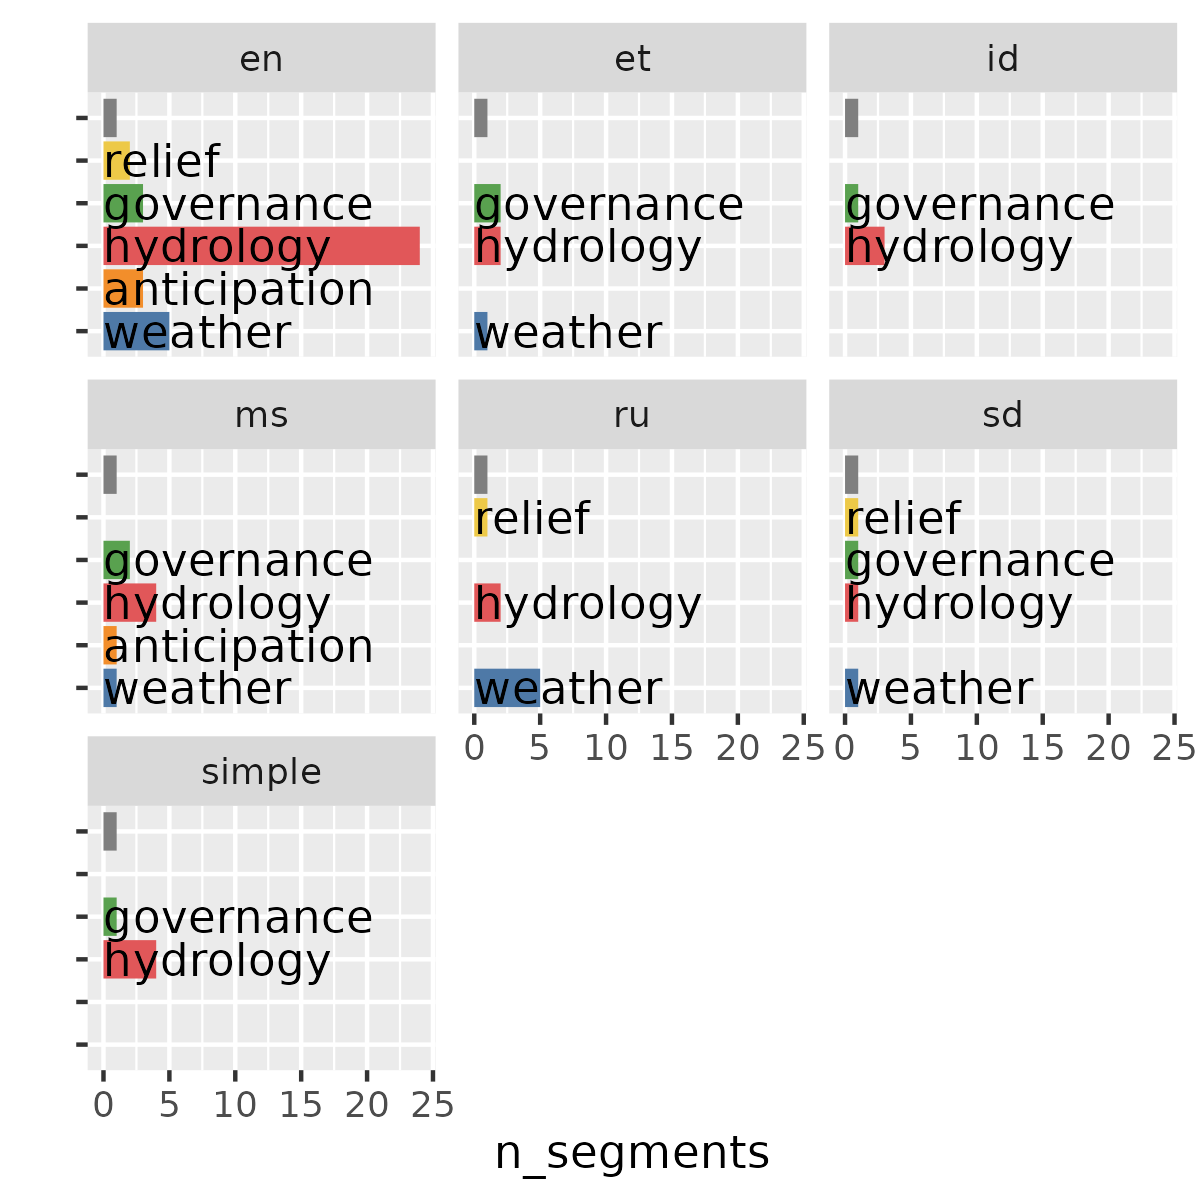 en
et
id
relief
governance
hydrology
anticipation
weather
governance
hydrology
weather
governance
hydrology
ms
ru
sd
governance
hydrology
anticipation
weather
relief
hydrology
weather
relief
governance
hydrology
weather
0 5 10 15 20 25
0 5 10 15 20 25
simple
governance
hydrology
0 5 10 15 20 25
n_segments